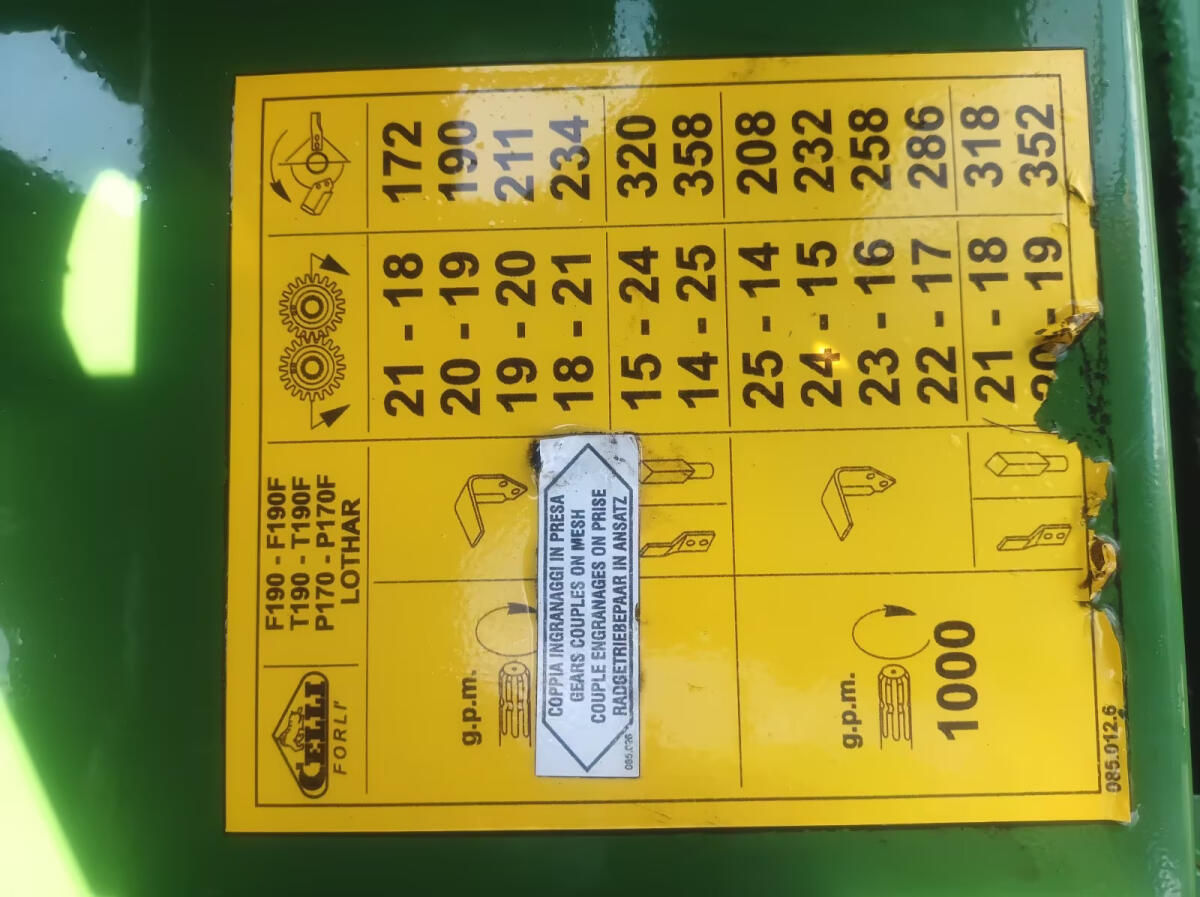 CELLI
FORLI'
F190 - F190F
T190 - T190F
P170 - P170F
LOTHAR
g.p.m.
21 - 18 172
20 - 19 190
19 - 20 211
18 - 21 234
15 - 24 320
14 - 25 358
COPPIA INGRANAGGI IN PRESA
GEARS COUPLES ON MESH
COUPLE ENGRANAGES ON PRISE
RADGETRIEBEPAAR IN ANSATZ
g.p.m.
1000
25 - 14 208
24 - 15 232
23 - 16 258
22 - 17 286
21 - 18 318
20 - 19 352
085.012.6